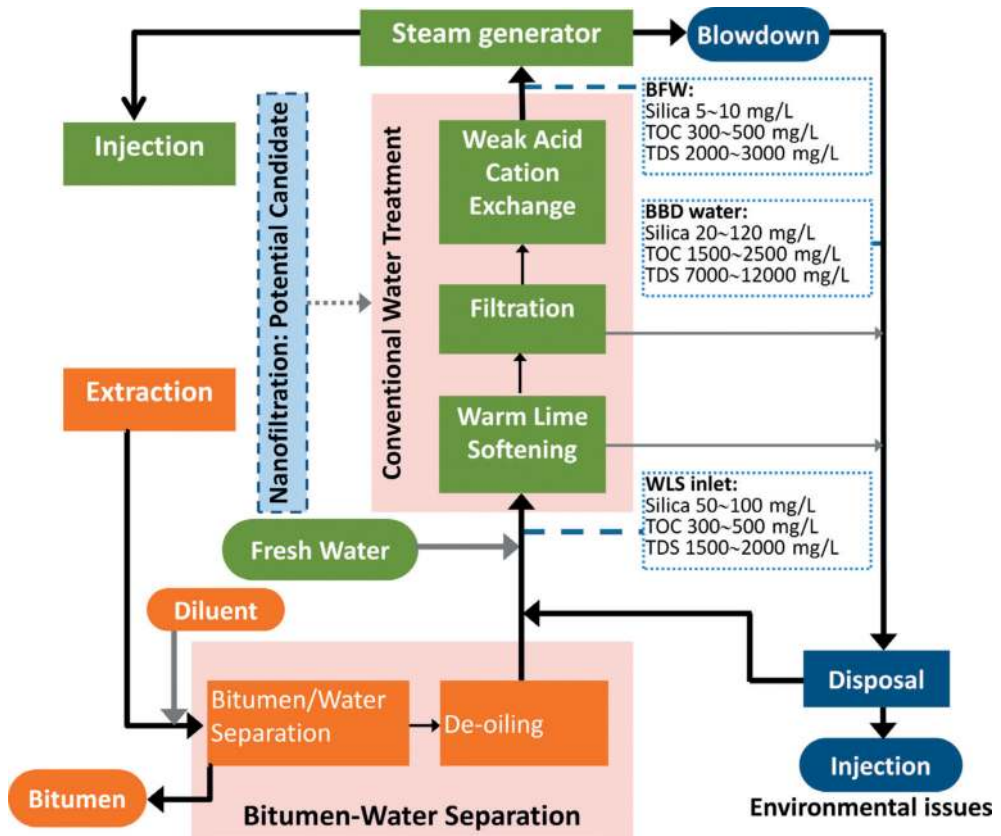 Steam generator
Blowdown
BFW:
Silica 5~10 mg/L
TOC 300~500 mg/L
TDS 2000~3000 mg/L
Injection
Nanofiltration: Potential Candidate
Conventional Water Treatment
Weak Acid
Cation
Exchange
BBD water:
Silica 20~120 mg/L
TOC 1500~2500 mg/L
TDS 7000~12000 mg/L
Filtration
Extraction
Warm Lime
Softening
WLS inlet:
Silica 50~100 mg/L
TOC 300~500 mg/L
TDS 1500~2000 mg/L
Fresh Water
Diluent
Bitumen/Water
Separation
De-oiling
Disposal
Bitumen
Bitumen-Water Separation
Injection
Environmental issues